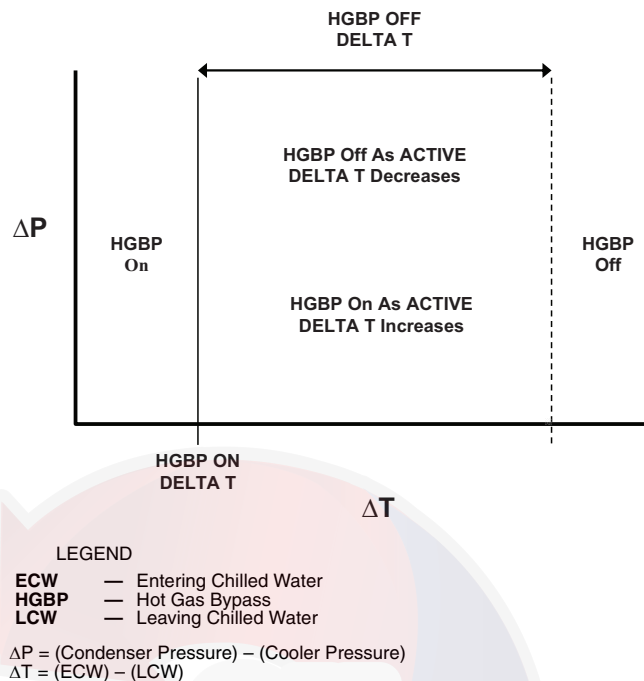 HGBP OFF
DELTA T
HGBP Off As ACTIVE
DELTA T Decreases
ΔP
HGBP
On
HGBP
Off
HGBP On As ACTIVE
DELTA T Increases
HGBP ON
DELTA T
ΔT
LEGEND
ECW — Entering Chilled Water
HGBP — Hot Gas Bypass
LCW — Leaving Chilled Water
ΔP = (Condenser Pressure) – (Cooler Pressure)
ΔT = (ECW) – (LCW)